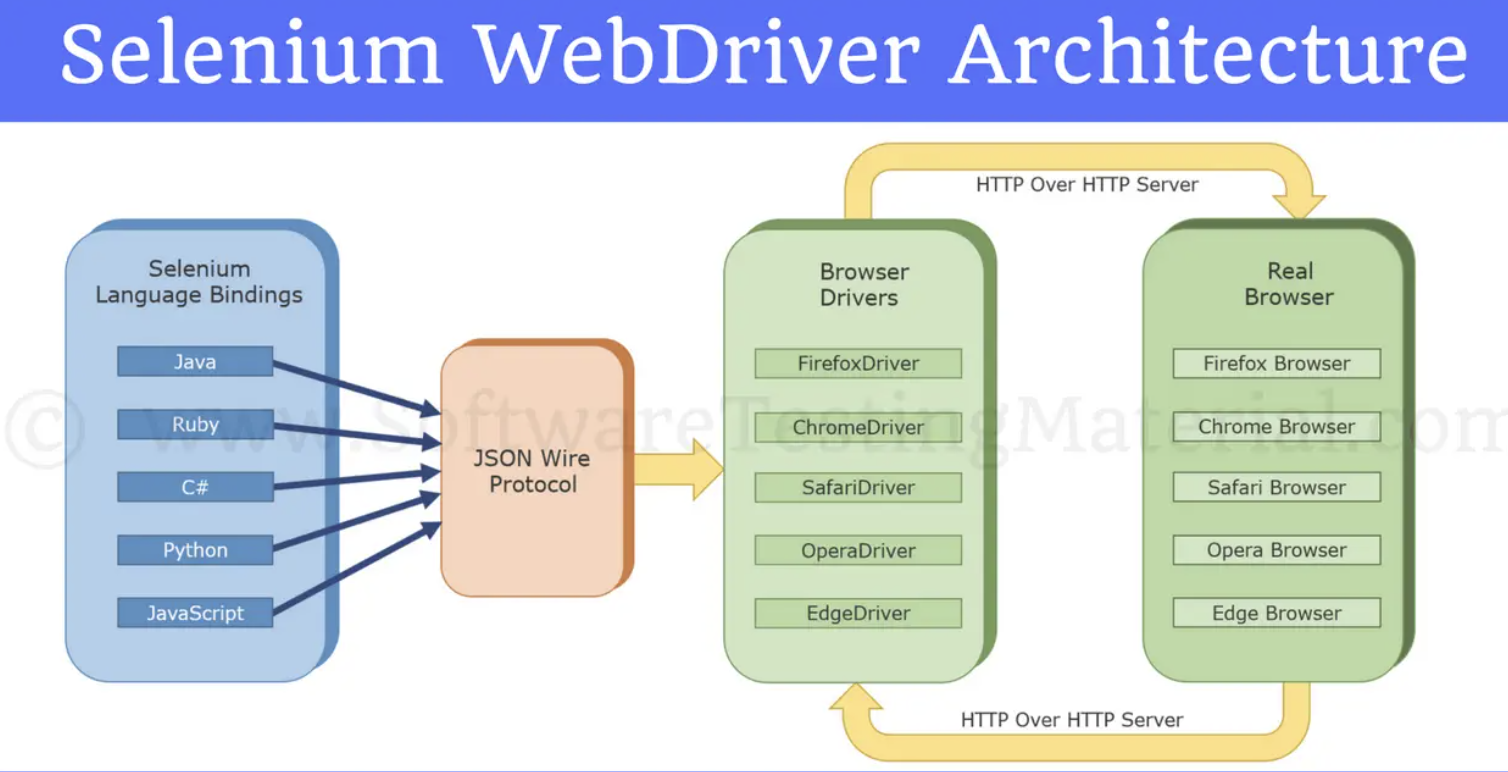 Selenium WebDriver Architecture
HTTP Over HTTP Server
Selenium
Language Bindings
Java
Ruby
C#
Python
JavaScript
JSON Wire
Protocol
Browser
Drivers
FirefoxDriver
ChromeDriver
SafariDriver
OperaDriver
EdgeDriver
Real
Browser
Firefox Browser
Chrome Browser
Safari Browser
Opera Browser
Edge Browser
HTTP Over HTTP Server
© www.SoftwareTestingMaterial.com